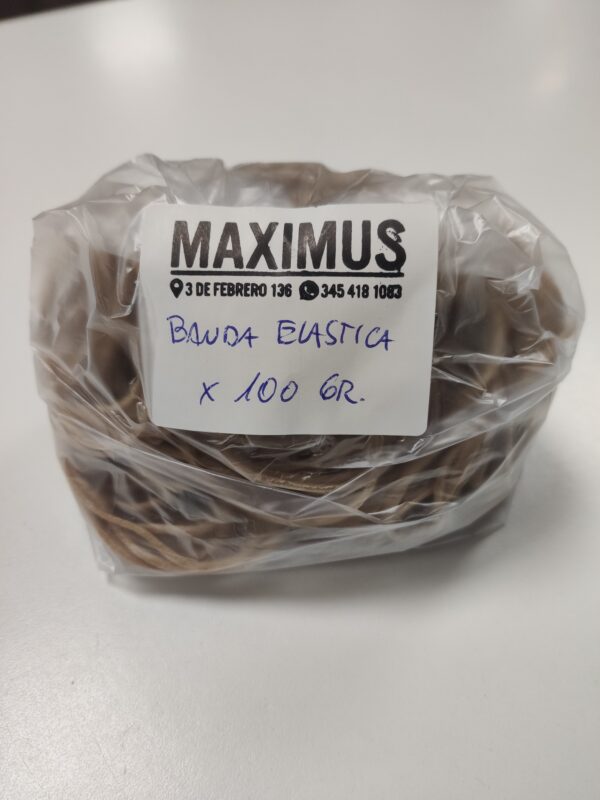 MAXIMUS
3 DE FEBRERO 136 345 418 1083
BANDA ELASTICA
x 100 GR.